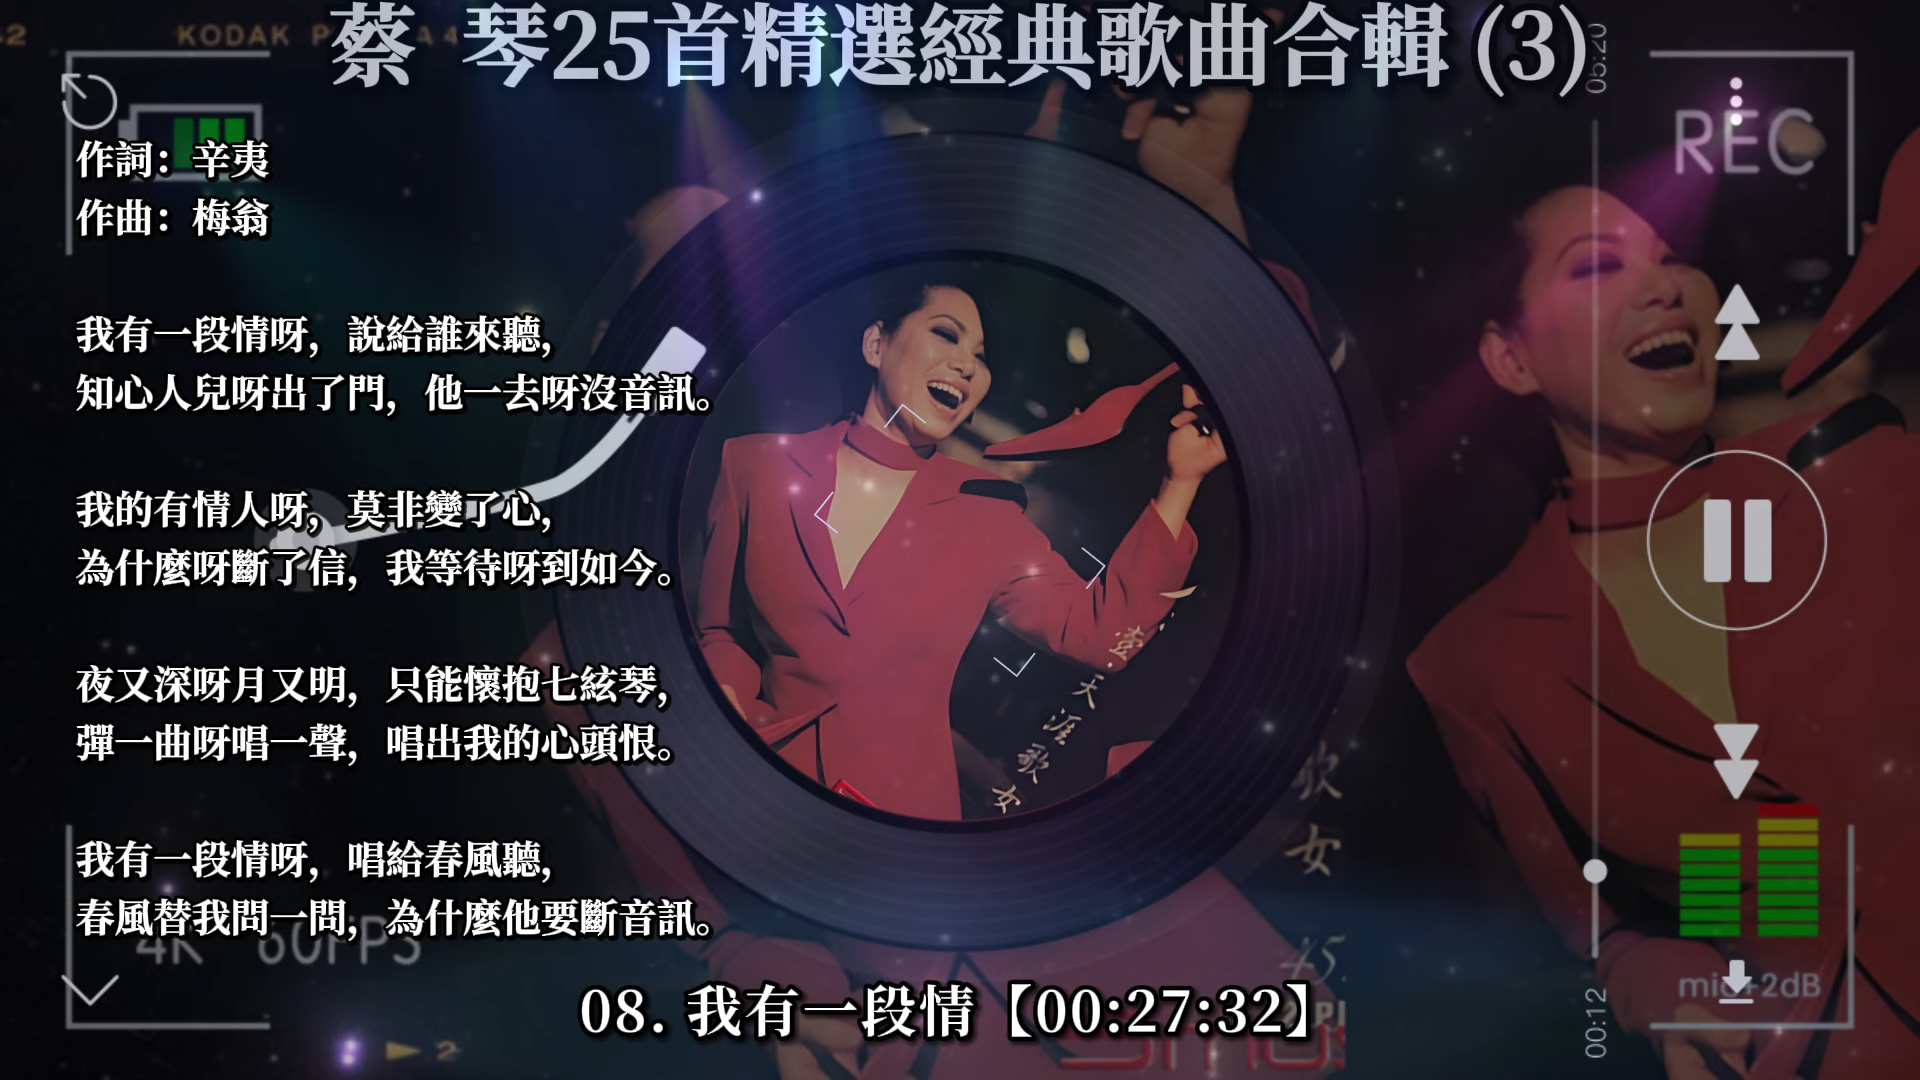 蔡 琴25首精選經典歌曲合輯 (3)
KODAK P
05:20
REC
作詞：辛夷
作曲：梅翁
我有一段情呀，說給誰來聽，
知心人兒呀出了門，他一去呀沒音訊。
我的有情人呀，莫非變了心，
為什麼呀斷了信，我等待呀到如今。
夜又深呀月又明，只能懷抱七絃琴，
彈一曲呀唱一聲，唱出我的心頭恨。
我有一段情呀，唱給春風聽，
春風替我問一問，為什麼他要斷音訊。
天涯歌女
歌女
45
4K 60FPS
mic+2dB
00:12
08. 我有一段情【00:27:32】
2